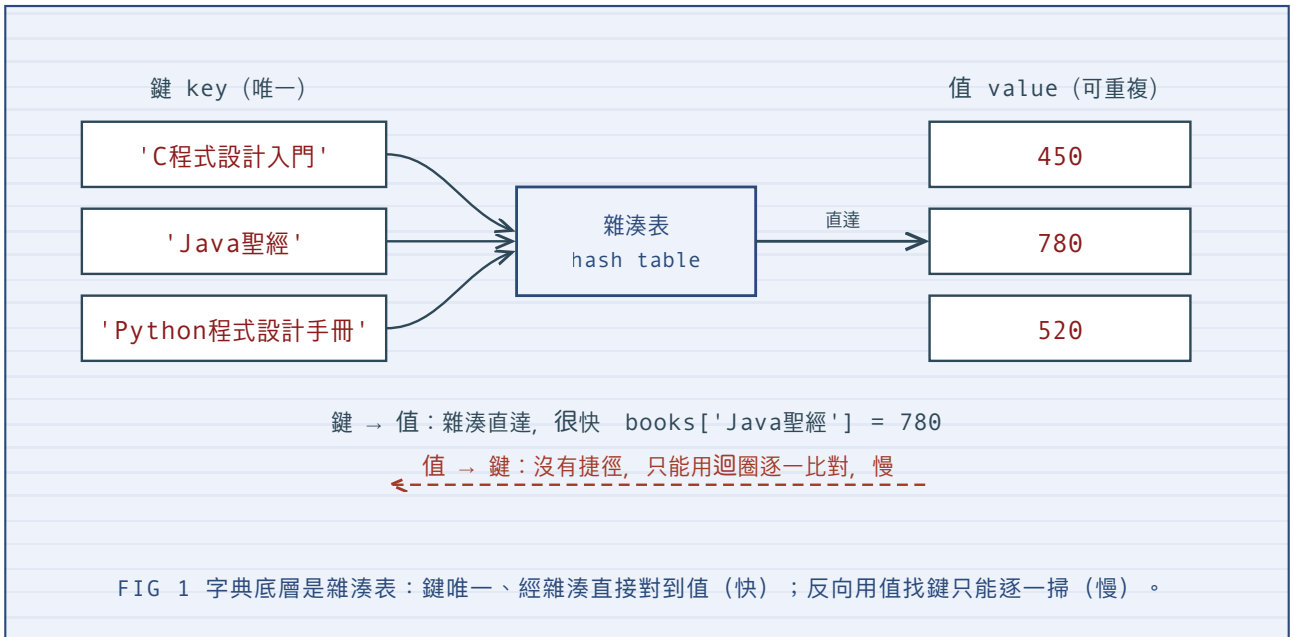 鍵 key（唯一）
值 value（可重複）
'C程式設計入門'
450
雜湊表
hash table
直達
'Java聖經'
780
'Python程式設計手冊'
520
鍵 → 值：雜湊直達，很快 books['Java聖經'] = 780
值 → 鍵：沒有捷徑，只能用迴圈逐一比對，慢
FIG 1 字典底層是雜湊表：鍵唯一、經雜湊直接對到值（快）；反向用值找鍵只能逐一掃（慢）。